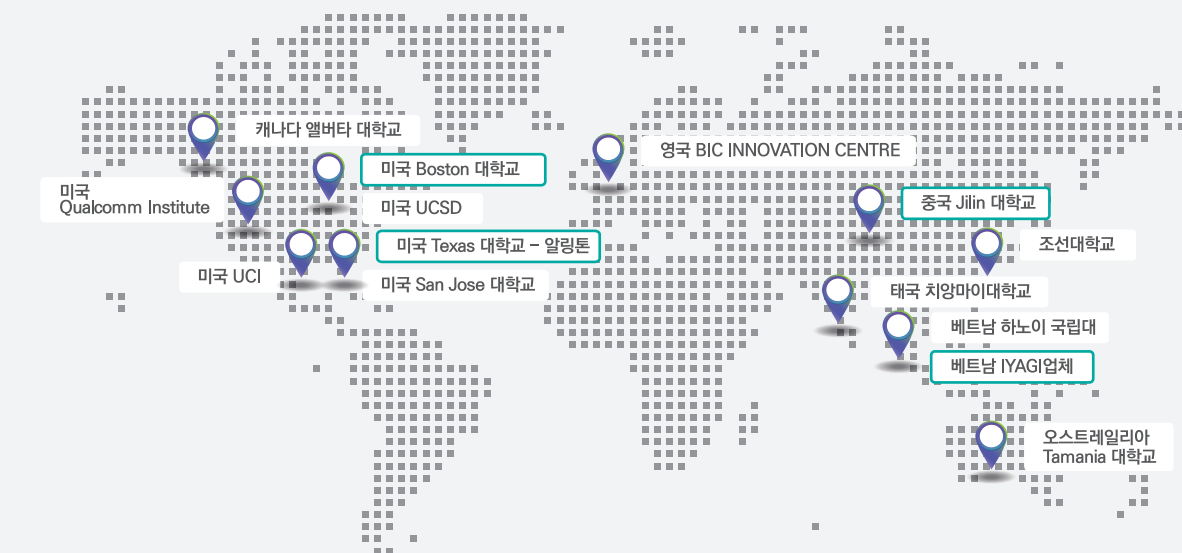 캐나다 앨버타 대학교
미국 Boston 대학교
미국
Qualcomm Institute
미국 UCSD
미국 Texas 대학교 – 알링톤
미국 UCI
미국 San Jose 대학교
영국 BIC INNOVATION CENTRE
중국 Jilin 대학교
조선대학교
태국 치앙마이대학교
베트남 하노이 국립대
베트남 IYAGI업체
오스트레일리아
Tamania 대학교